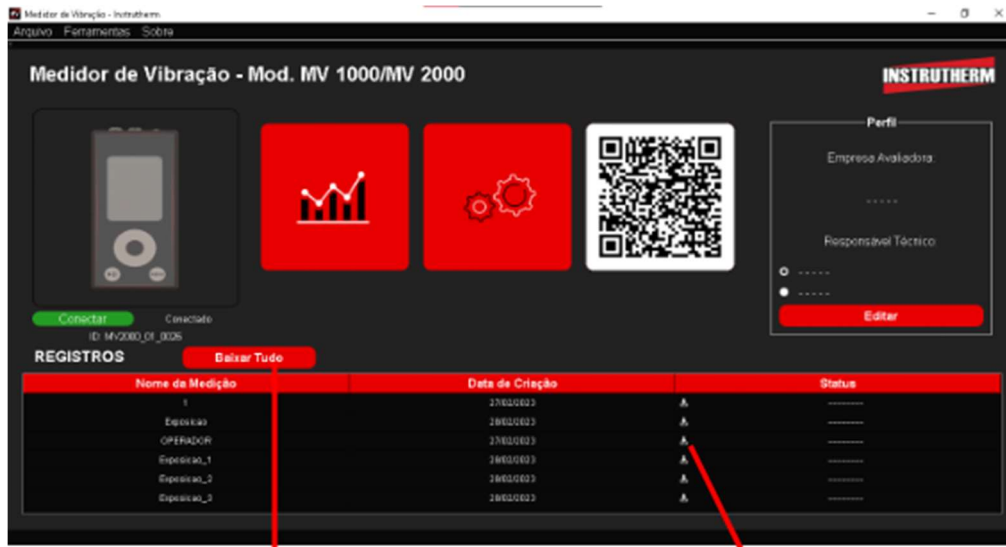 Medidor de Vibração - Instrutherm
Arquivo Ferramentas Sobre
Medidor de Vibração - Mod. MV 1000/MV 2000
INSTRUTHERM
Perfil
Empresa Avaliadora:
-----
Responsável Técnico
-----
-----
Editar
Conectar
Conectado
ID: MV2000_01_0026
REGISTROS
Baixar Tudo
Nome da Medição Data de Criação Status
1 27/02/2023 ---------
Exposicao 28/02/2023 ---------
OPERADOR 27/02/2023 ---------
Exposicao_1 28/02/2023 ---------
Exposicao_2 28/02/2023 ---------
Exposicao_3 28/02/2023 ---------